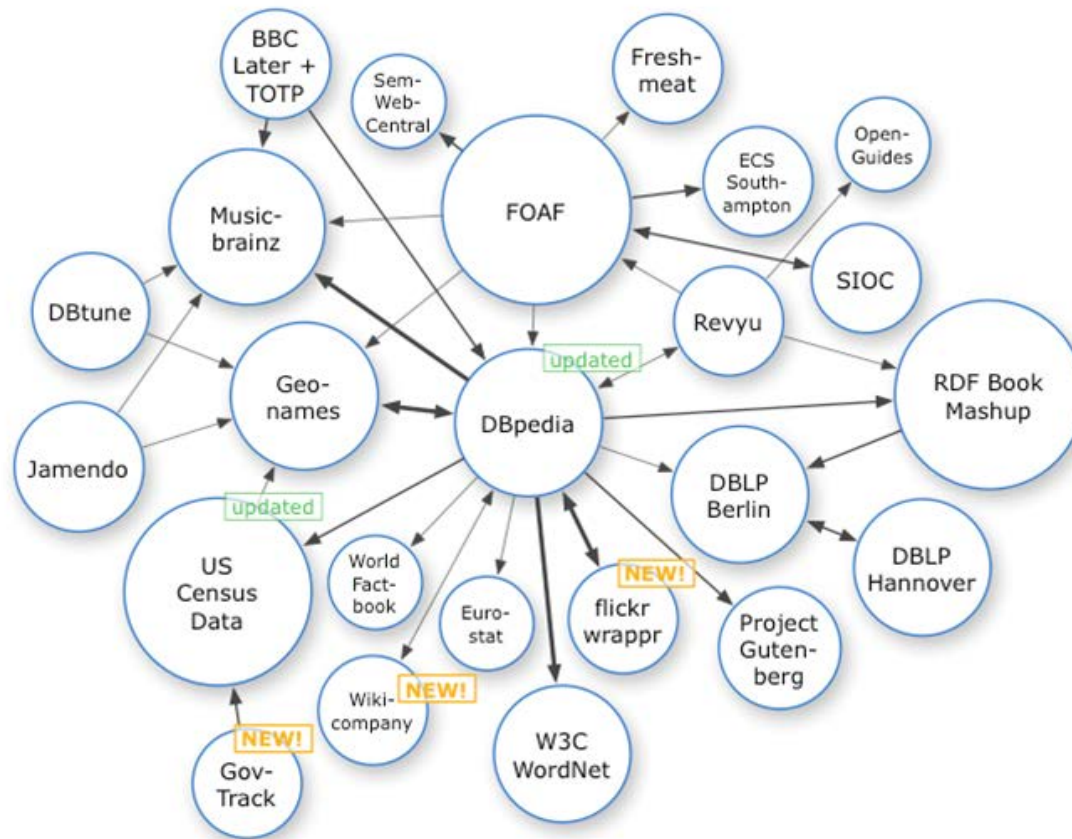 BBC
Later +
TOTP
Sem-
Web-
Central
Fresh-
meat
Open-
Guides
ECS
South-
ampton
FOAF
Music-
brainz
SIOC
DBtune
Revyu
updated
Geo-
names
DBpedia
RDF Book
Mashup
Jamendo
DBLP
Berlin
updated
US
Census
Data
World
Fact-
book
Euro-
stat
NEW!
flickr
wrappr
Project
Guten-
berg
DBLP
Hannover
NEW!
Wiki-
company
W3C
WordNet
NEW!
Gov-
Track